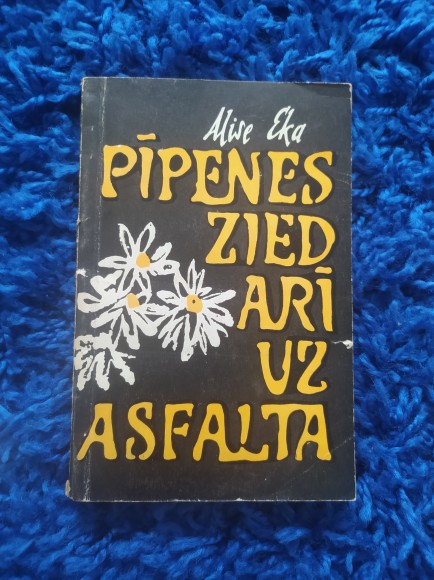 Alise Eka
PĪPENES
ZIED
ARĪ
UZ
ASFALTA